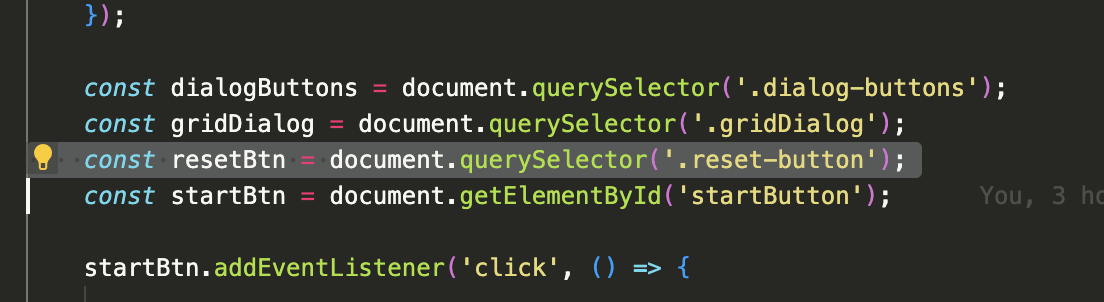 });
const dialogButtons = document.querySelector('.dialog-buttons');
const gridDialog = document.querySelector('.gridDialog');
const resetBtn = document.querySelector('.reset-button');
const startBtn = document.getElementById('startButton'); You, 3
startBtn.addEventListener('click', () => {